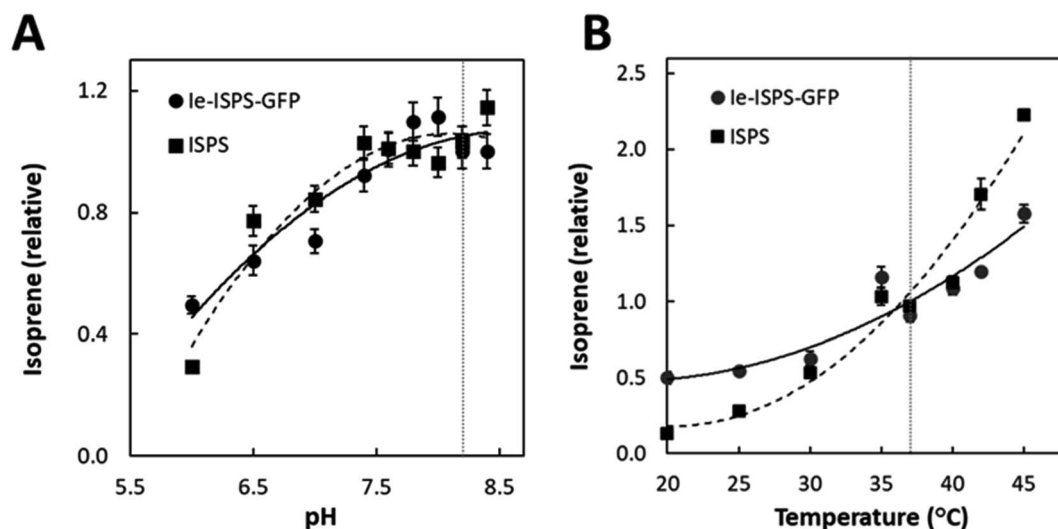 A
Isoprene (relative)
1.2
0.8
0.4
0.0
Ie-ISPS-GFP
ISPS
5.5 6.5 7.5 8.5
pH
B
Isoprene (relative)
2.5
2.0
1.5
1.0
0.5
0.0
Ie-ISPS-GFP
ISPS
20 25 30 35 40 45
Temperature (°C)